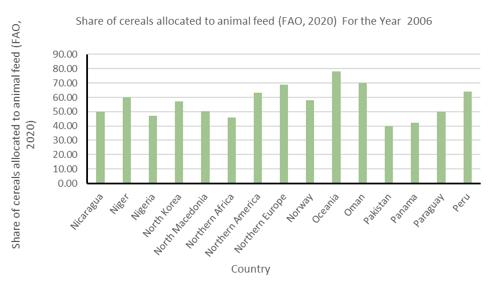 Share of cereals allocated to animal feed (FAO, 2020)  For the Year  2006
Share of cereals allocated to animal feed (FAO,
2020)
90.00
80.00
70.00
60.00
50.00
40.00
30.00
20.00
10.00
0.00
Nicaragua
Niger
Nigeria
North Korea
North Macedonia
Northern Africa
Northern America
Northern Europe
Norway
Oceania
Oman
Pakistan
Panama
Paraguay
Peru
Country